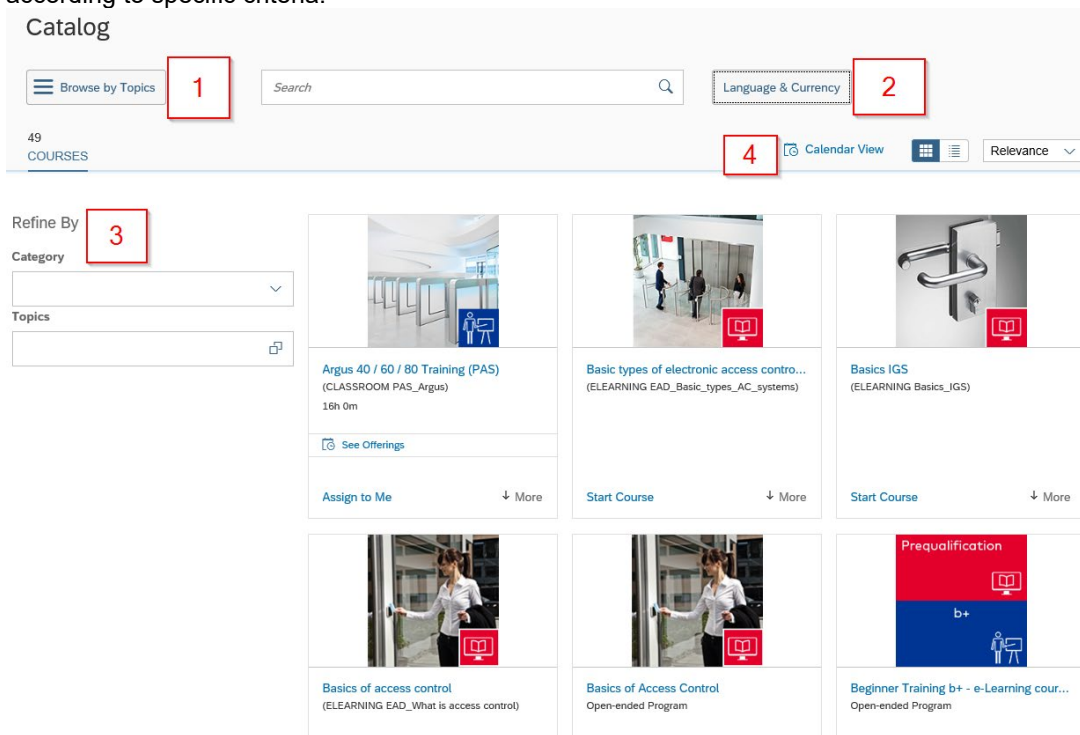 according to specific criteria.
Catalog
Browse by Topics
1
Search
Language & Currency
2
49
COURSES
4
Calendar View
Relevance
Refine By
3
Category
Topics
Argus 40 / 60 / 80 Training (PAS)
(CLASSROOM PAS_Argus)
16h 0m
See Offerings
Assign to Me
More
Basic types of electronic access contro...
(ELEARNING EAD_Basic_types_AC_systems)
Start Course
More
Basics IGS
(ELEARNING Basics_IGS)
Start Course
More
Basics of access control
(ELEARNING EAD_What is access control)
Basics of Access Control
Open-ended Program
Prequalification
b+
Beginner Training b+ - e-Learning cour...
Open-ended Program